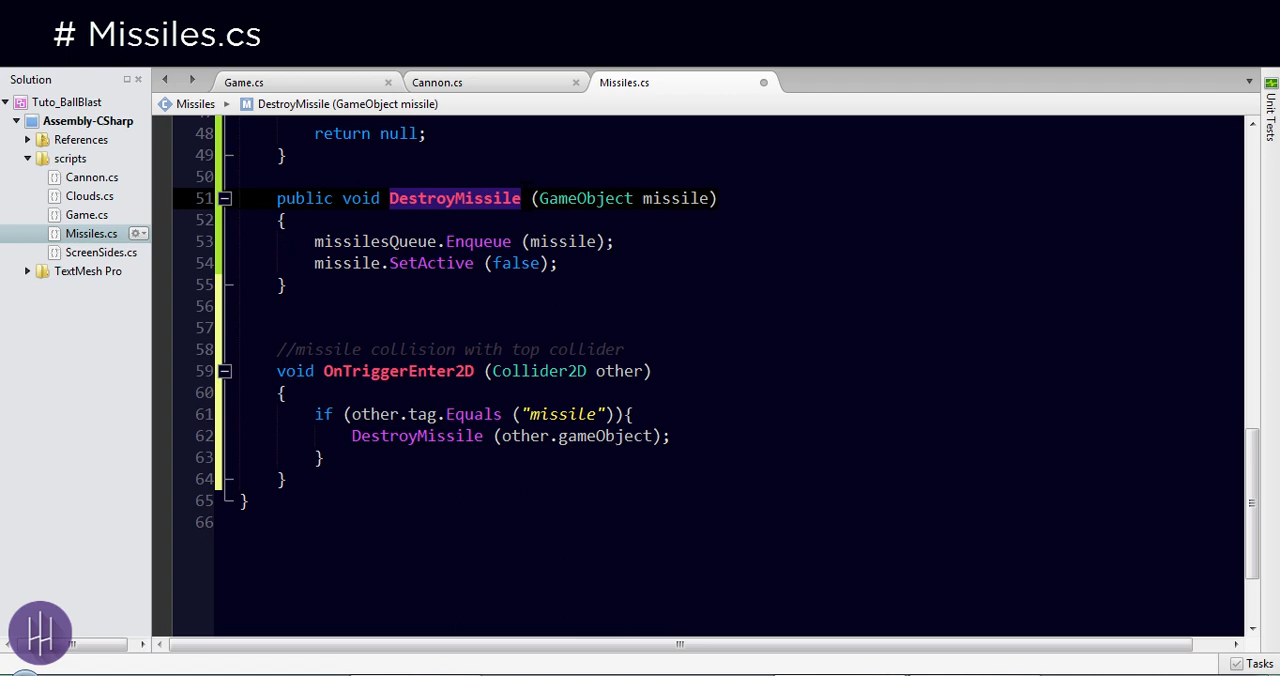 # Missiles.cs
Solution
Game.cs
Cannon.cs
Missiles.cs
Tuto_BallBlast
Missiles
DestroyMissile (GameObject missile)
Unit Tests
Assembly-CSharp
References
scripts
Cannon.cs
Clouds.cs
Game.cs
Missiles.cs
ScreenSides.cs
TextMesh Pro
48 return null;
49 }
50
51 public void DestroyMissile (GameObject missile)
52 {
53 missilesQueue.Enqueue (missile);
54 missile.SetActive (false);
55 }
56
57
58 //missile collision with top collider
59 void OnTriggerEnter2D (Collider2D other)
60 {
61 if (other.tag.Equals ("missile")){
62 DestroyMissile (other.gameObject);
63 }
64 }
65 }
66
Tasks